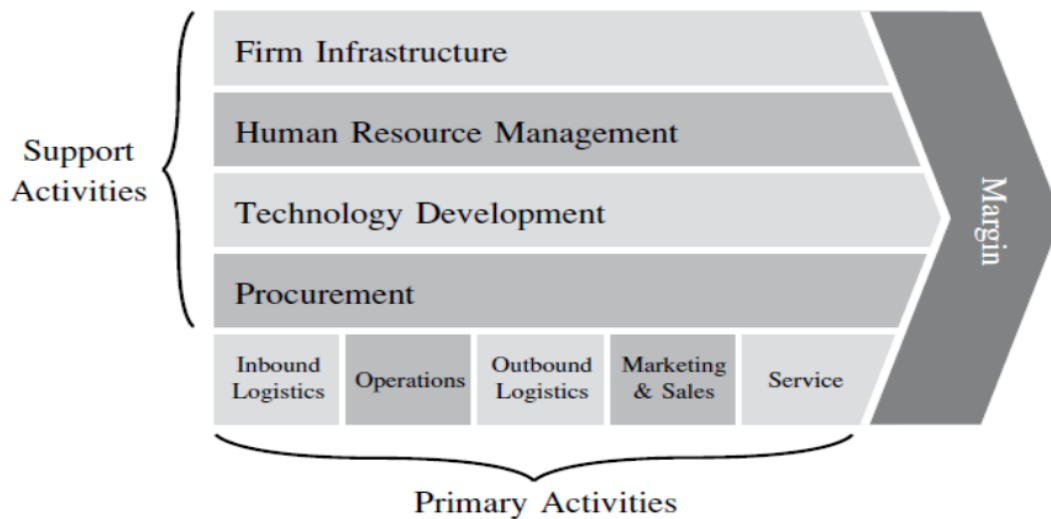 Firm Infrastructure
Human Resource Management
Support
Activities
Technology Development
Procurement
Margin
Inbound
Logistics
Operations
Outbound
Logistics
Marketing
& Sales
Service
Primary Activities